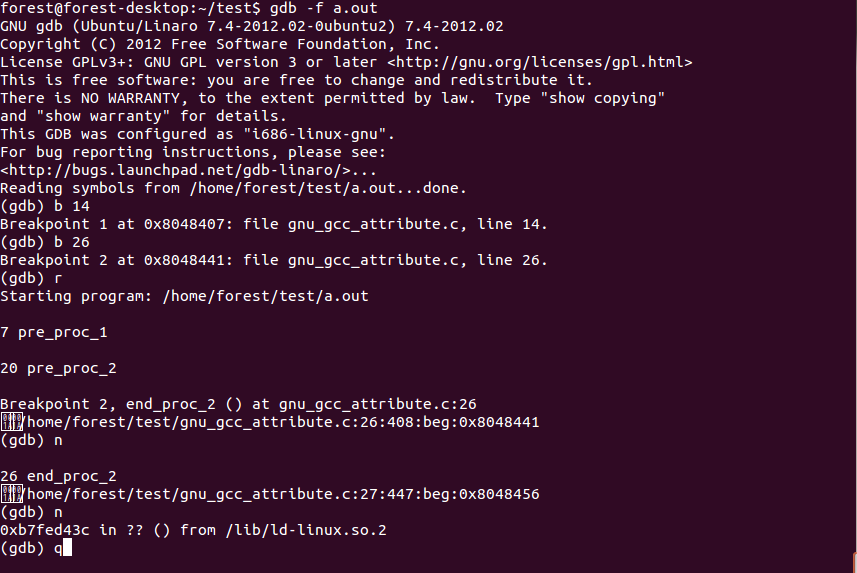 forest@forest-desktop:~/test$ gdb -f a.out
GNU gdb (Ubuntu/Linaro 7.4-2012.02-0ubuntu2) 7.4-2012.02
Copyright (C) 2012 Free Software Foundation, Inc.
License GPLv3+: GNU GPL version 3 or later <http://gnu.org/licenses/gpl.html>
This is free software: you are free to change and redistribute it.
There is NO WARRANTY, to the extent permitted by law.  Type "show copying"
and "show warranty" for details.
This GDB was configured as "i686-linux-gnu".
For bug reporting instructions, please see:
<http://bugs.launchpad.net/gdb-linaro/>...
Reading symbols from /home/forest/test/a.out...done.
(gdb) b 14
Breakpoint 1 at 0x8048407: file gnu_gcc_attribute.c, line 14.
(gdb) b 26
Breakpoint 2 at 0x8048441: file gnu_gcc_attribute.c, line 26.
(gdb) r
Starting program: /home/forest/test/a.out
7 pre_proc_1
20 pre_proc_2
Breakpoint 2, end_proc_2 () at gnu_gcc_attribute.c:26
/home/forest/test/gnu_gcc_attribute.c:26:408:beg:0x8048441
(gdb) n
26 end_proc_2
/home/forest/test/gnu_gcc_attribute.c:27:447:beg:0x8048456
(gdb) n
0xb7fed43c in ?? () from /lib/ld-linux.so.2
(gdb) q